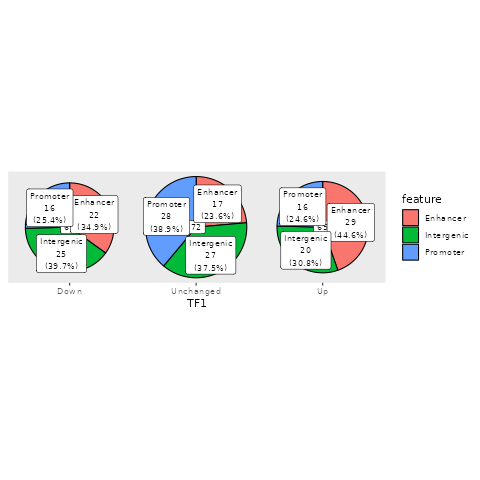 Promoter
16
(25.4%)
Enhancer
22
(34.9%)
Intergenic
25
(39.7%)
Down
Promoter
28
(38.9%)
Enhancer
17
(23.6%)
72
Intergenic
27
(37.5%)
Unchanged
Promoter
16
(24.6%)
Enhancer
29
(44.6%)
65
Intergenic
20
(30.8%)
Up
TF1
feature
Enhancer
Intergenic
Promoter